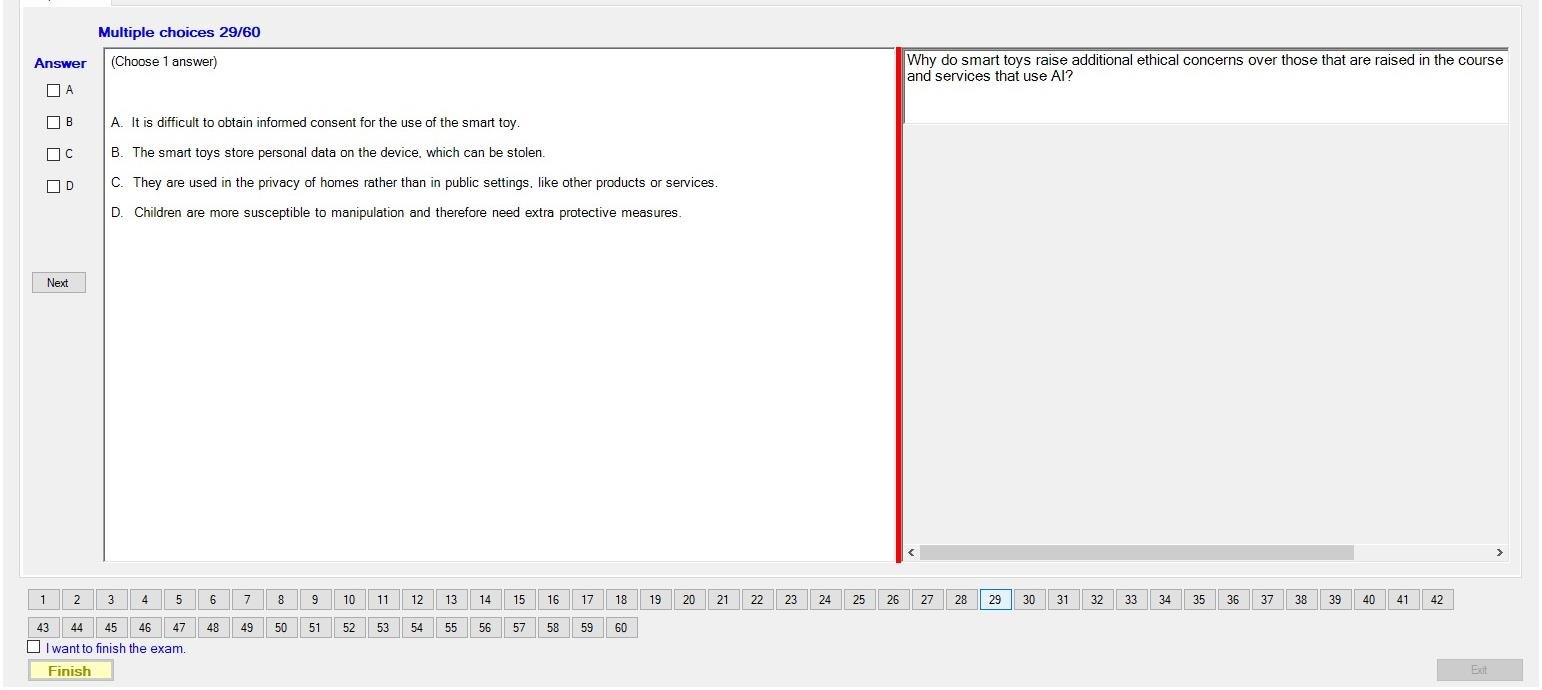 Multiple choices 29/60
Answer
(Choose 1 answer)
A
B
C
D
A. It is difficult to obtain informed consent for the use of the smart toy.
B. The smart toys store personal data on the device, which can be stolen.
C. They are used in the privacy of homes rather than in public settings, like other products or services.
D. Children are more susceptible to manipulation and therefore need extra protective measures.
Next
Why do smart toys raise additional ethical concerns over those that are raised in the course
and services that use AI?
< >
1 2 3 4 5 6 7 8 9 10 11 12 13 14 15 16 17 18 19 20 21 22 23 24 25 26 27 28 29 30 31 32 33 34 35 36 37 38 39 40 41 42
43 44 45 46 47 48 49 50 51 52 53 54 55 56 57 58 59 60
I want to finish the exam.
Finish
Exit